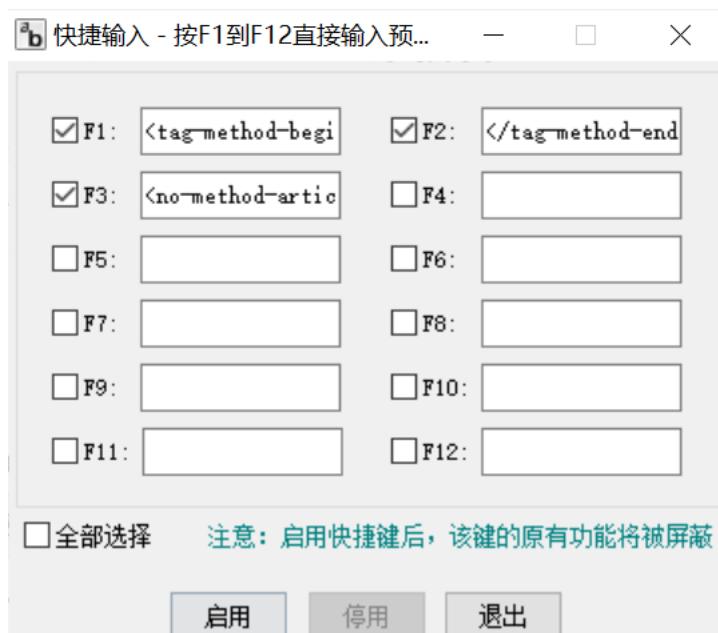 快捷输入 - 按F1到F12直接输入预...
F1: <tag-method-begi F2: </tag-method-end
F3: <no-method-artic F4:
F5: F6:
F7: F8:
F9: F10:
F11: F12:
全部选择 注意：启用快捷键后，该键的原有功能将被屏蔽
启用 停用 退出